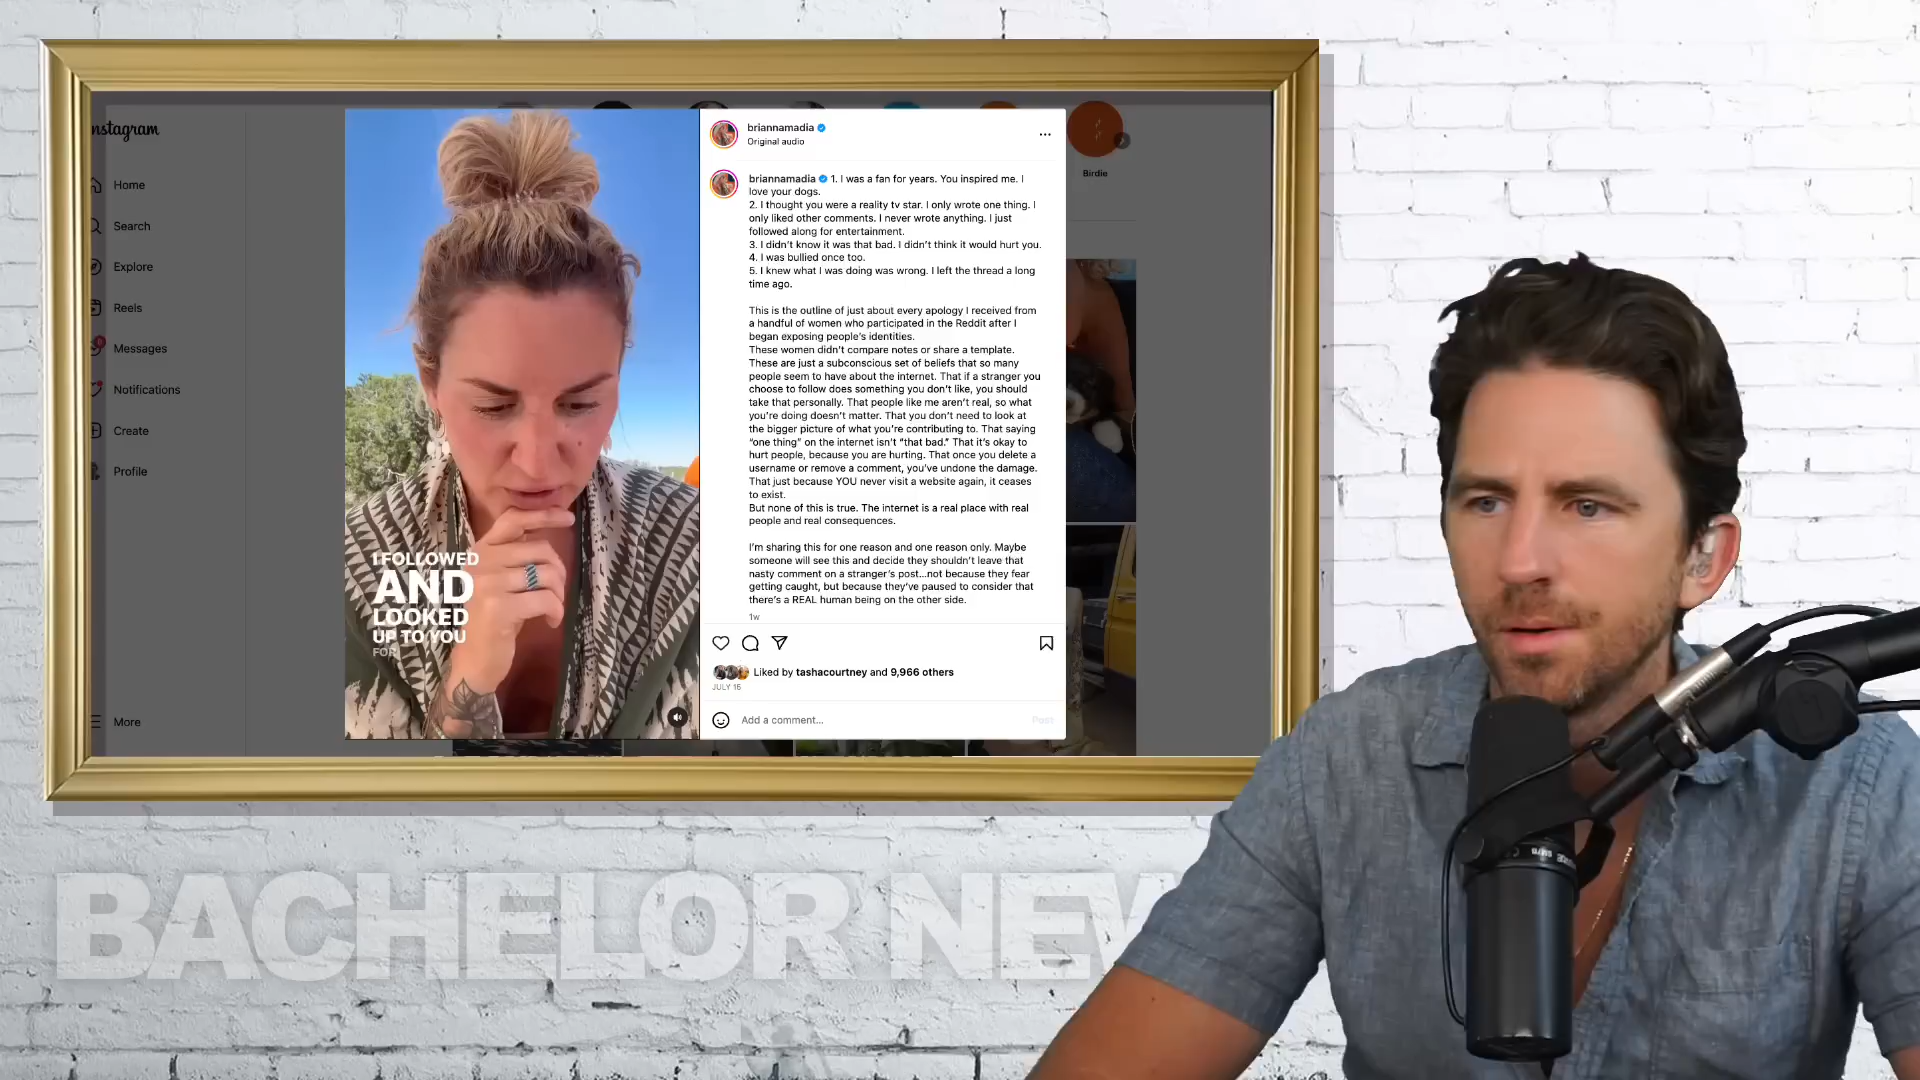 nstagram
Home
Search
Explore
Reels
Messages
Notifications
Create
Profile
More
I FOLLOWED
AND
LOOKED
UP TO YOU
FOR
briannamadia
Original audio
briannamadia 1. I was a fan for years. You inspired me. I
love your dogs.
2. I thought you were a reality tv star. I only wrote one thing. I
only liked other comments. I never wrote anything. I just
followed along for entertainment.
3. I didn't know it was that bad. I didn't think it would hurt you.
4. I was bullied once too.
5. I knew what I was doing was wrong. I left the thread a long
time ago.
This is the outline of just about every apology I received from
a handful of women who participated in the Reddit after I
began exposing people's identities.
These women didn't compare notes or share a template.
These are just a subconscious set of beliefs that so many
people seem to have about the internet. That if a stranger you
choose to follow does something you don't like, you should
take that personally. That people like me aren't real, so what
you're doing doesn't matter. That you don't need to look at
the bigger picture of what you're contributing to. That saying
"one thing" on the internet isn't "that bad." That it's okay to
hurt people, because you are hurting. That once you delete a
username or remove a comment, you've undone the damage.
That just because YOU never visit a website again, it ceases
to exist.
But none of this is true. The internet is a real place with real
people and real consequences.
I'm sharing this for one reason and one reason only. Maybe
someone will see this and decide they shouldn't leave that
nasty comment on a stranger's post...not because they fear
getting caught, but because they've paused to consider that
there's a REAL human being on the other side.
1w
Liked by tashacourtney and 9,966 others
JULY 15
Add a comment...
Post
Birdie
BACHELOR NEW